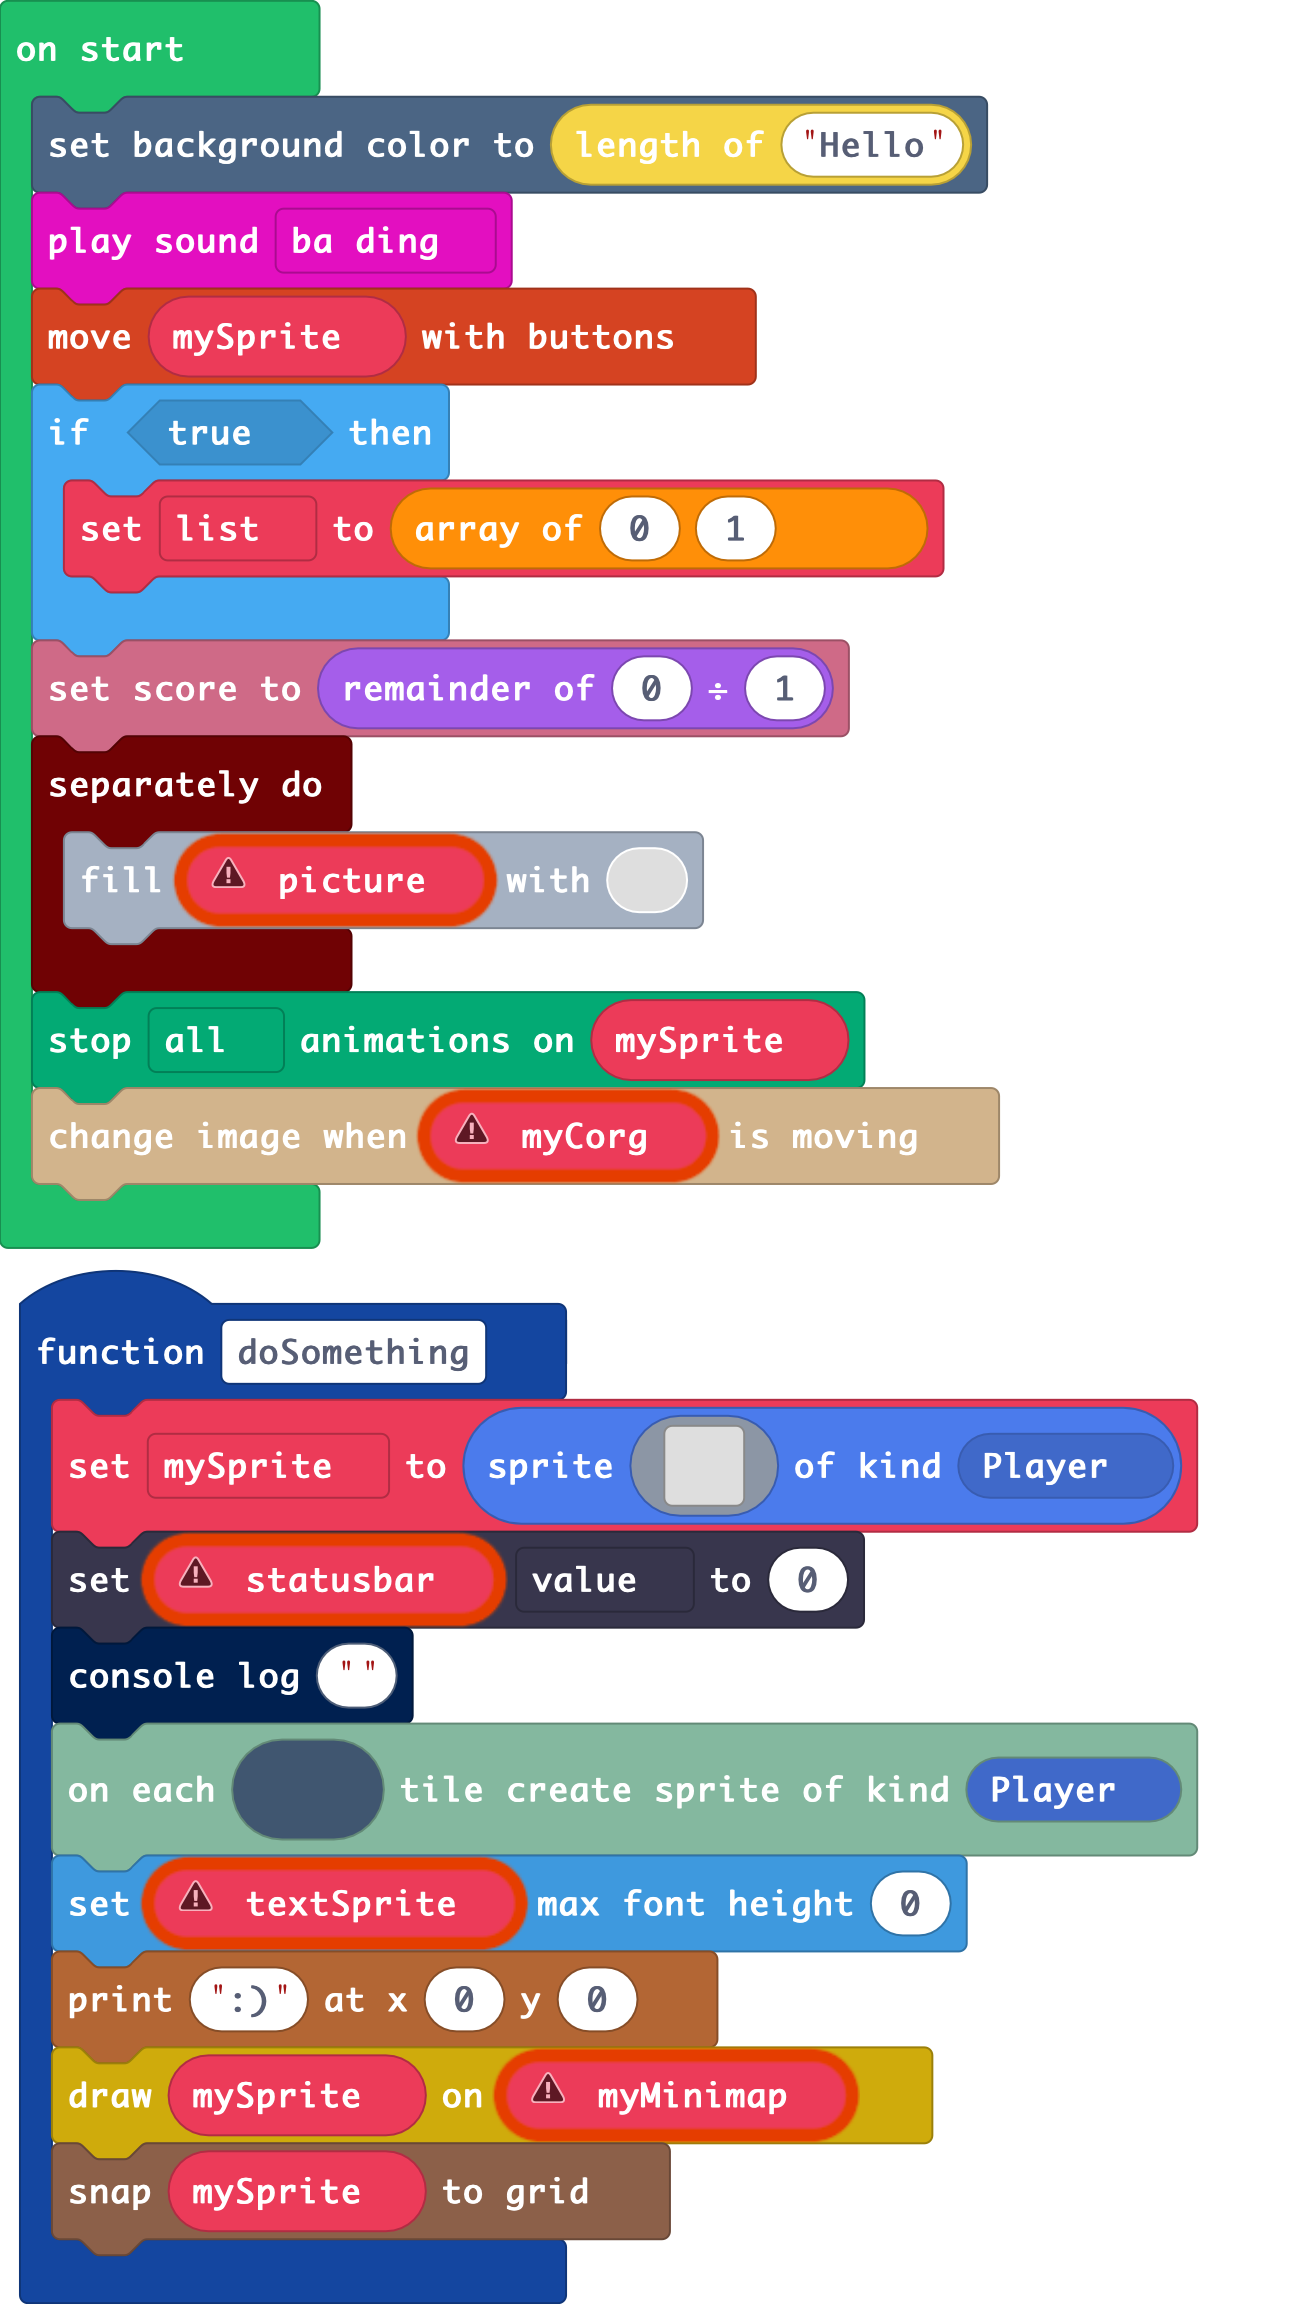 on start
set background color to length of "Hello"
play sound ba ding
move mySprite with buttons
if true then
set list to array of 0 1
set score to remainder of 0 ÷ 1
separately do
fill picture with
stop all animations on mySprite
change image when myCorg is moving
function doSomething
set mySprite to sprite of kind Player
set statusbar value to 0
console log ""
on each tile create sprite of kind Player
set textSprite max font height 0
print ":)" at x 0 y 0
draw mySprite on myMinimap
snap mySprite to grid